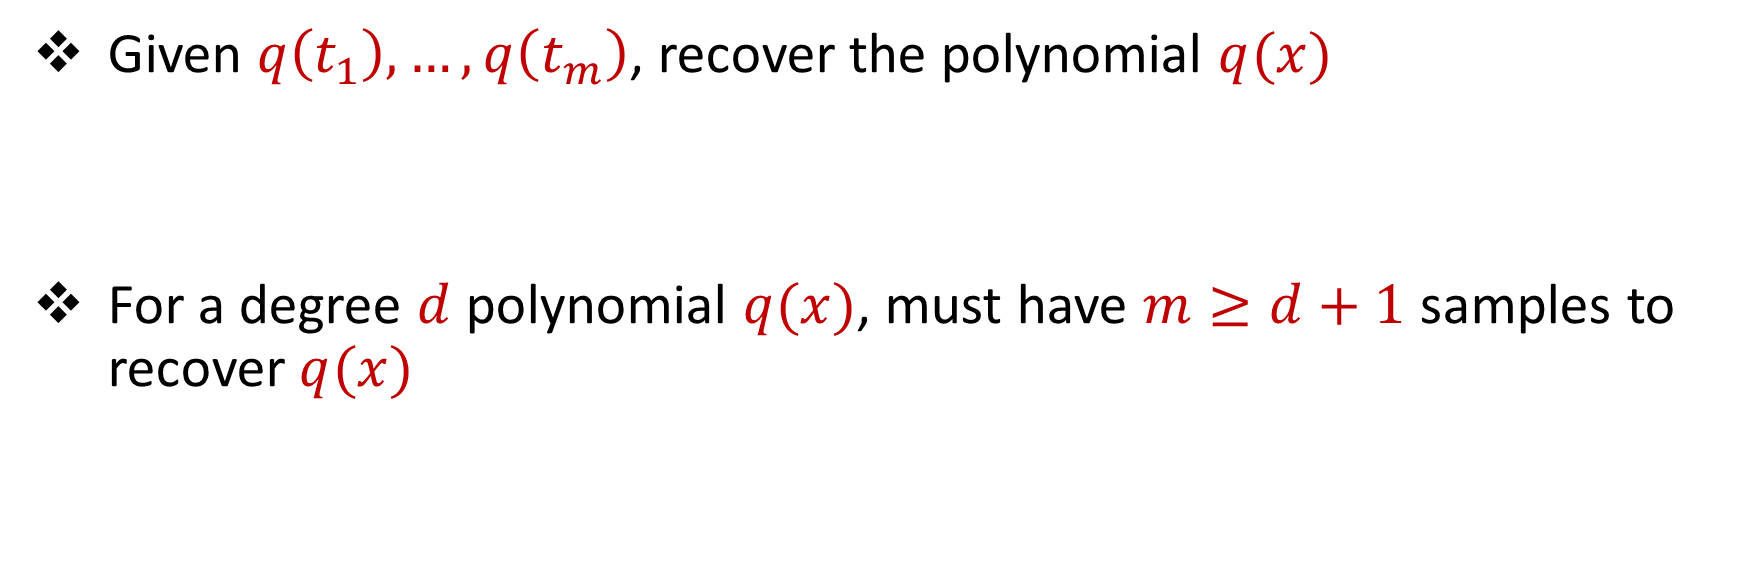 ❖ Given q(t₁), … , q(tₘ), recover the polynomial q(x)
❖ For a degree d polynomial q(x), must have m ≥ d + 1 samples to
recover q(x)